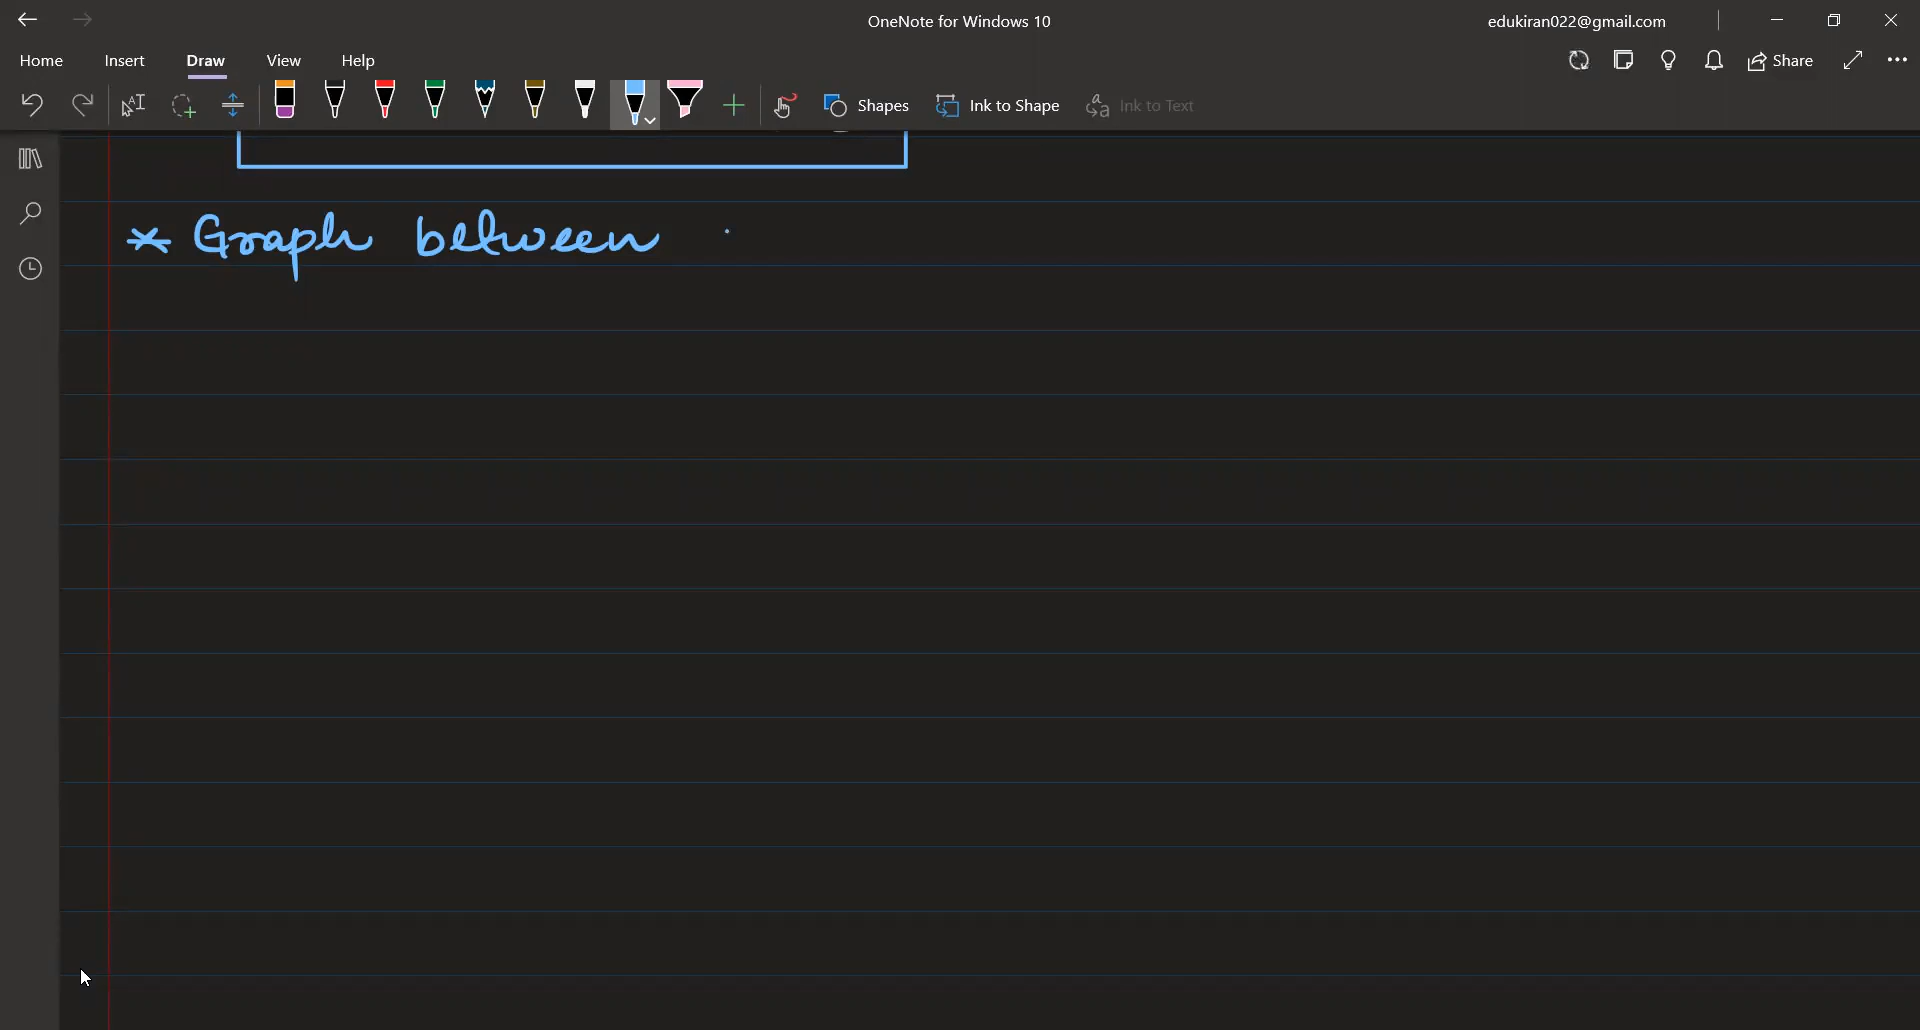 OneNote for Windows 10
edukiran022@gmail.com
Home Insert Draw View Help
Share
Shapes Ink to Shape Ink to Text
* Graph between